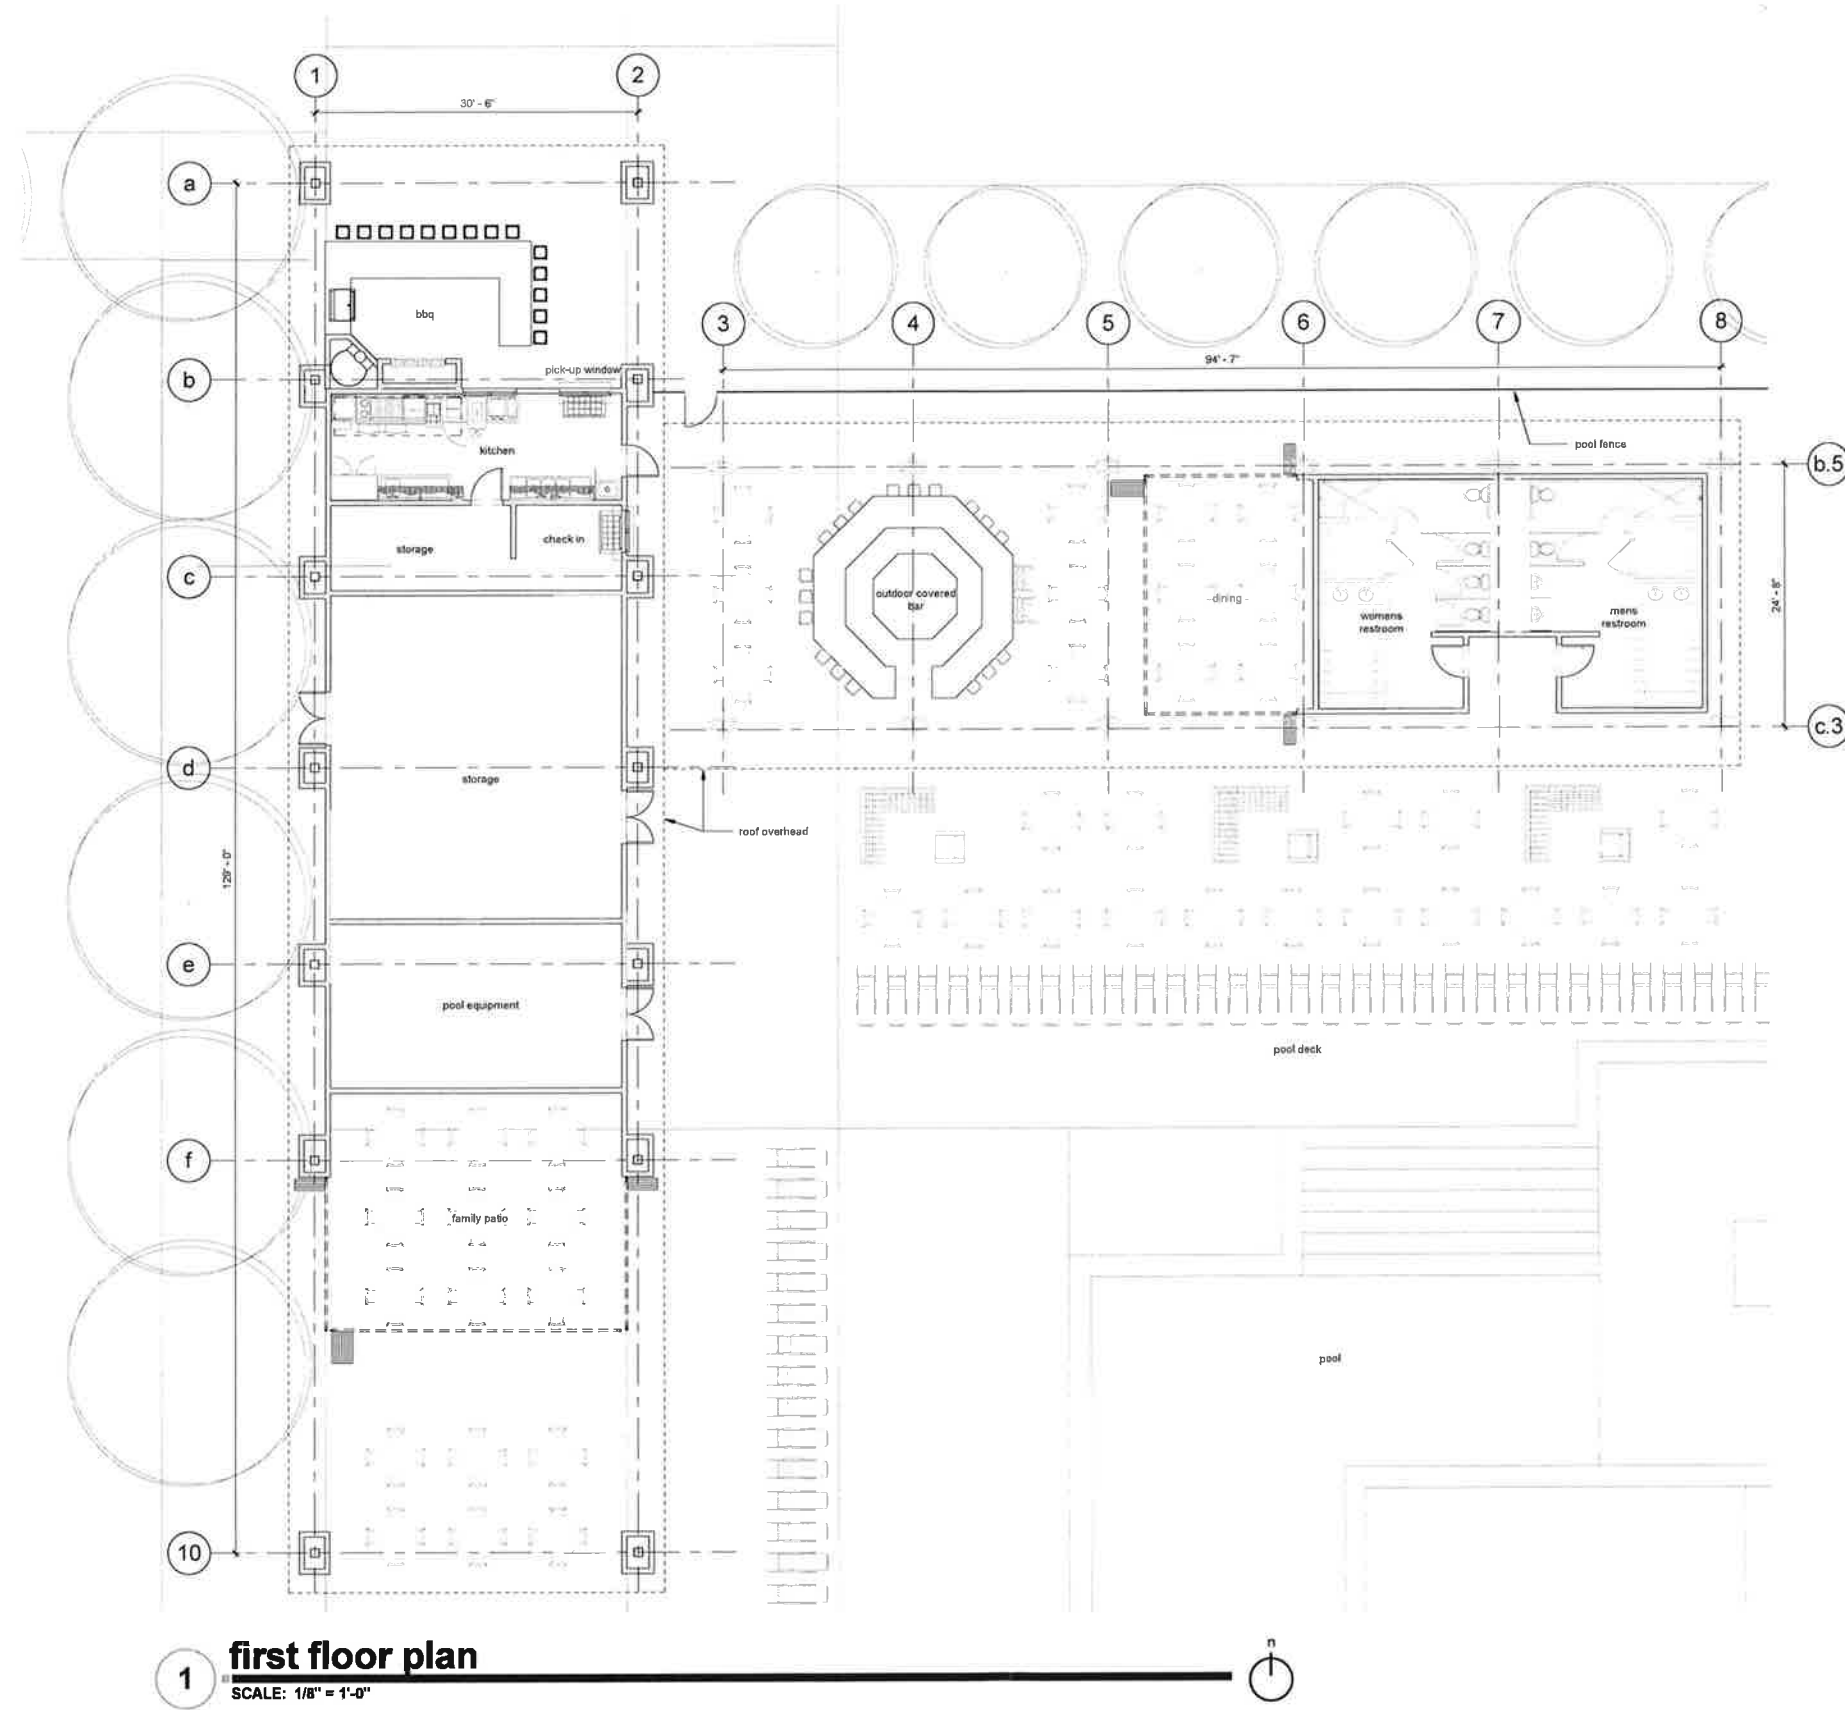 1
2
30' - 6"
a
3
4
5
6
7
8
bbq
94' - 7"
b
pick-up window
pool fence
kitchen
b.5
storage
check in
c
outdoor covered
bar
dining
24' - 8"
womens
restroom
mens
restroom
c.3
d
storage
roof overhead
129' - 0"
e
pool equipment
pool deck
f
family patio
pool
10
n
1
first floor plan
SCALE: 1/8" = 1'-0"